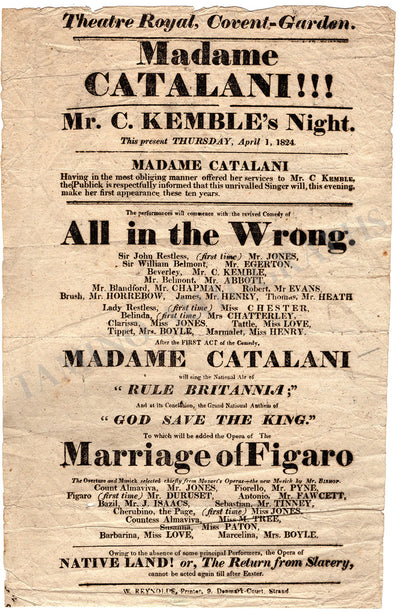 Theatre Royal, Covent-Garden.
Madame
CATALANI!!!
Mr. C. KEMBLE's Night.
This present THURSDAY, April 1, 1824.
MADAME CATALANI
Having in the most obliging manner offered her services to Mr. C KEMBLE,
the Publick is respectfully informed that this unrivalled Singer will, this evening,
make her first appearance these ten years.
The performances will commence with the revived Comedy of
All in the Wrong.
Sir John Restless, (first time) Mr. JONES,
Sir William Belmont, Mr. EGERTON,
Beverley, Mr. C. KEMBLE,
Mr. Belmont, Mr. ABBOTT,
Mr. Blandford, Mr. CHAPMAN, Robert, Mr EVANS,
Brush, Mr. HORREBOW, James, Mr. HENRY, Thomas, Mr. HEATH
Lady Restless, (first time) Miss CHESTER,
Belinda, (first time) Mrs CHATTERLEY,
Clarissa, Miss JONES, Tattle, Miss LOVE,
Tippet, Mrs. BOYLE, Marmalet, Miss HENRY.
After the FIRST ACT of the Comedy,
MADAME CATALANI
will sing the National Air of
"RULE BRITANNIA;"
And at its Conclusion, the Grand National Anthem of
"GOD SAVE THE KING."
To which will be added the Opera of The
Marriage of Figaro
The Overture and Musick selected chiefly from Mozart's Operas—the new Musick by Mr. BISHOP.
Count Almaviva, Mr. JONES, Fiorello, Mr. PYNE,
Figaro (first time) Mr. DURUSET, Antonio, Mr. FAWCETT,
Bazil, Mr. J. ISAACS, Sebastian, Mr. TINNEY,
Cherubino, the Page, (first time) Miss JONES.
Countess Almaviva, Miss M. TREE,
Susanna, Miss PATON,
Barbarina, Miss LOVE, Marcelina, Mrs. BOYLE.
Owing to the absence of some principal Performers, the Opera of
NATIVE LAND! or, The Return from Slavery,
cannot be acted again till after Easter.
W. REYNOLDS, Printer, 9, Denmark-Court, Strand